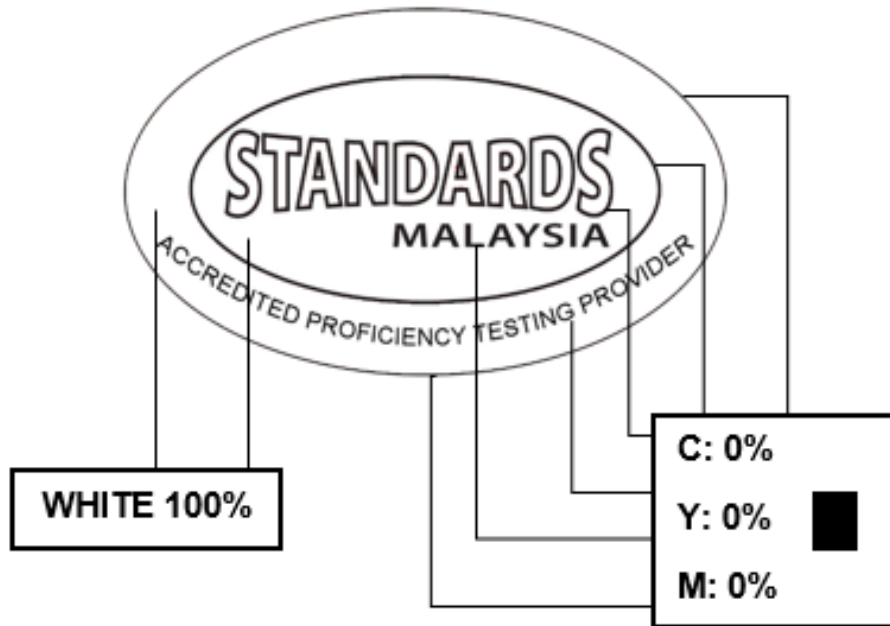 STANDARDS
MALAYSIA
ACCREDITED PROFICIENCY TESTING PROVIDER
WHITE 100%
C: 0%
Y: 0%
M: 0%